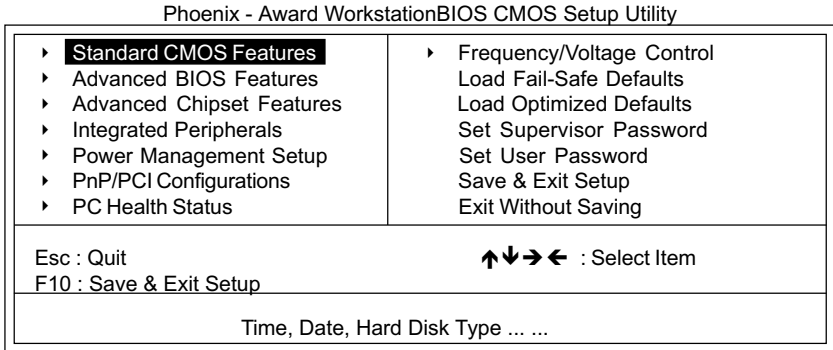 Phoenix - Award WorkstationBIOS CMOS Setup Utility
Standard CMOS Features
Advanced BIOS Features
Advanced Chipset Features
Integrated Peripherals
Power Management Setup
PnP/PCI Configurations
PC Health Status
Frequency/Voltage Control
Load Fail-Safe Defaults
Load Optimized Defaults
Set Supervisor Password
Set User Password
Save & Exit Setup
Exit Without Saving
Esc : Quit
↑↓→← : Select Item
F10 : Save & Exit Setup
Time, Date, Hard Disk Type ... ...